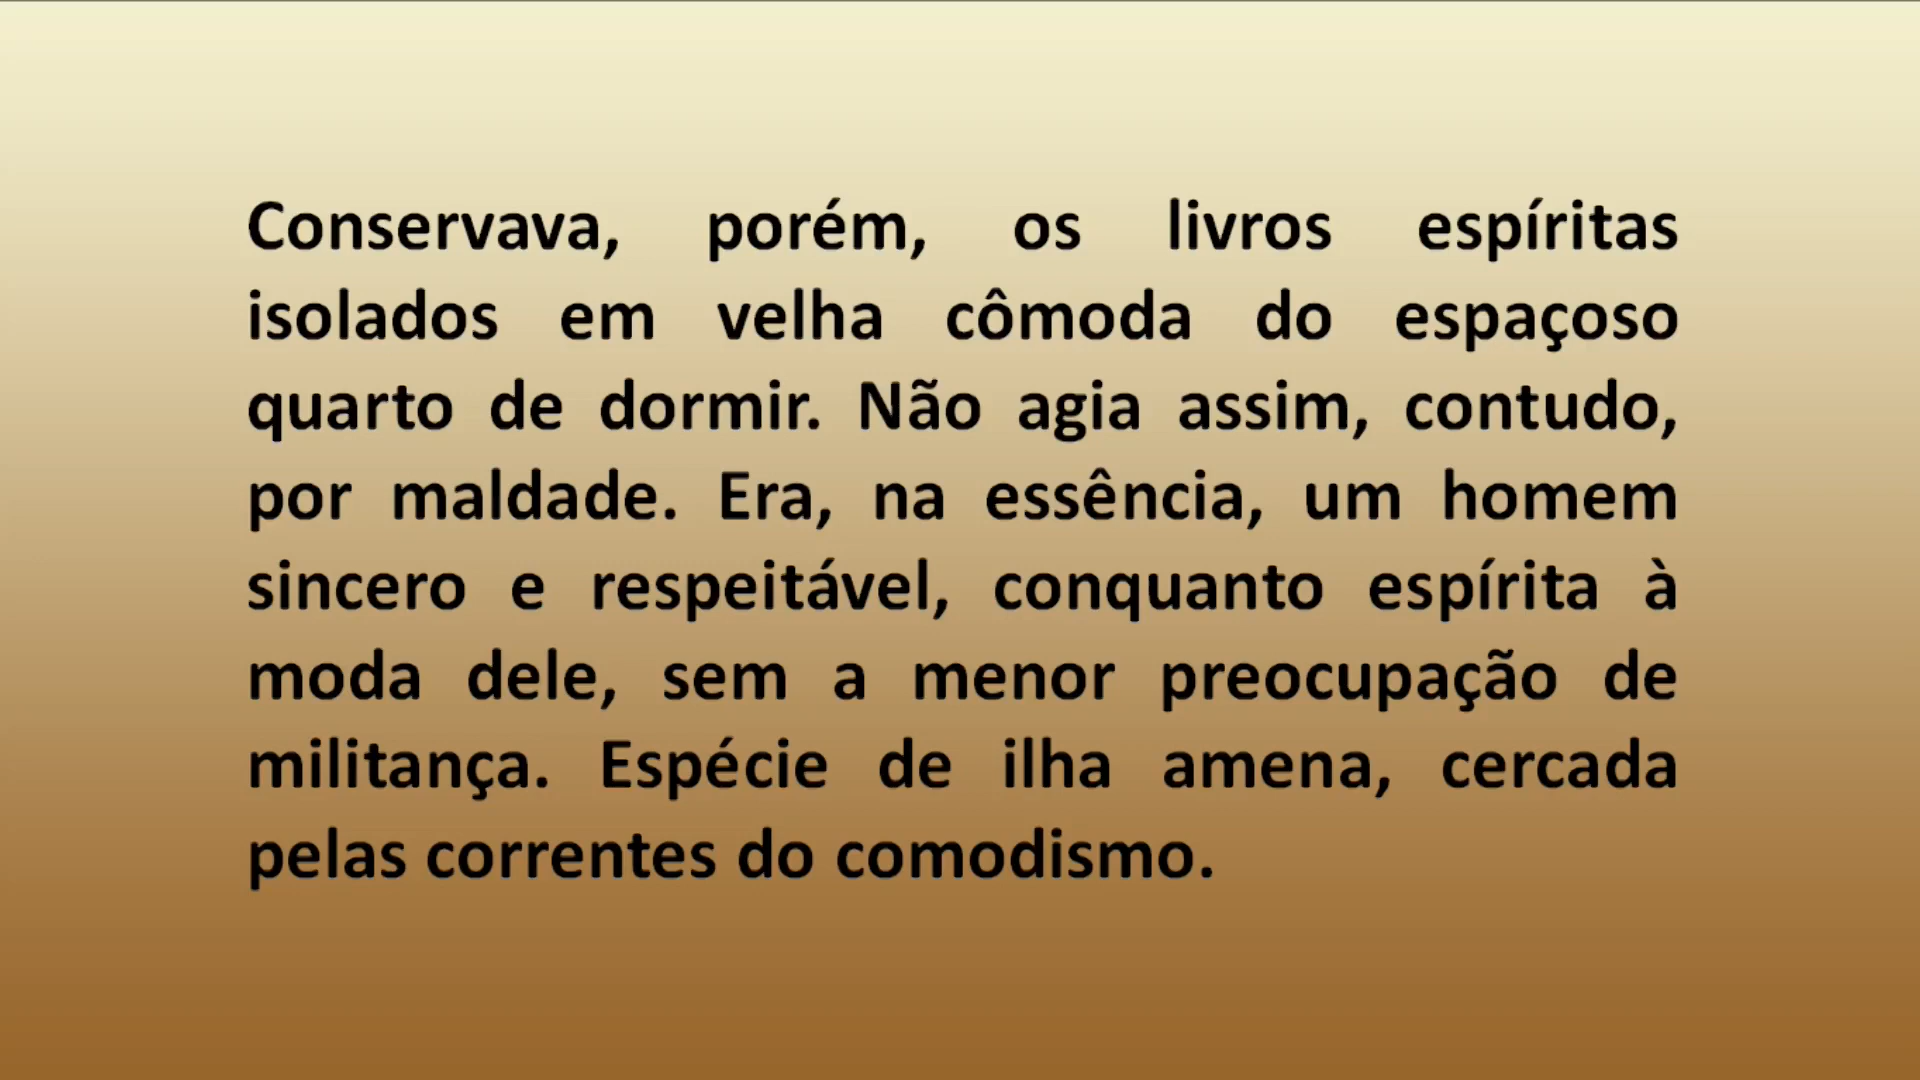 Conservava, porém, os livros espíritas
isolados em velha cômoda do espaçoso
quarto de dormir. Não agia assim, contudo,
por maldade. Era, na essência, um homem
sincero e respeitável, conquanto espírita à
moda dele, sem a menor preocupação de
militança. Espécie de ilha amena, cercada
pelas correntes do comodismo.